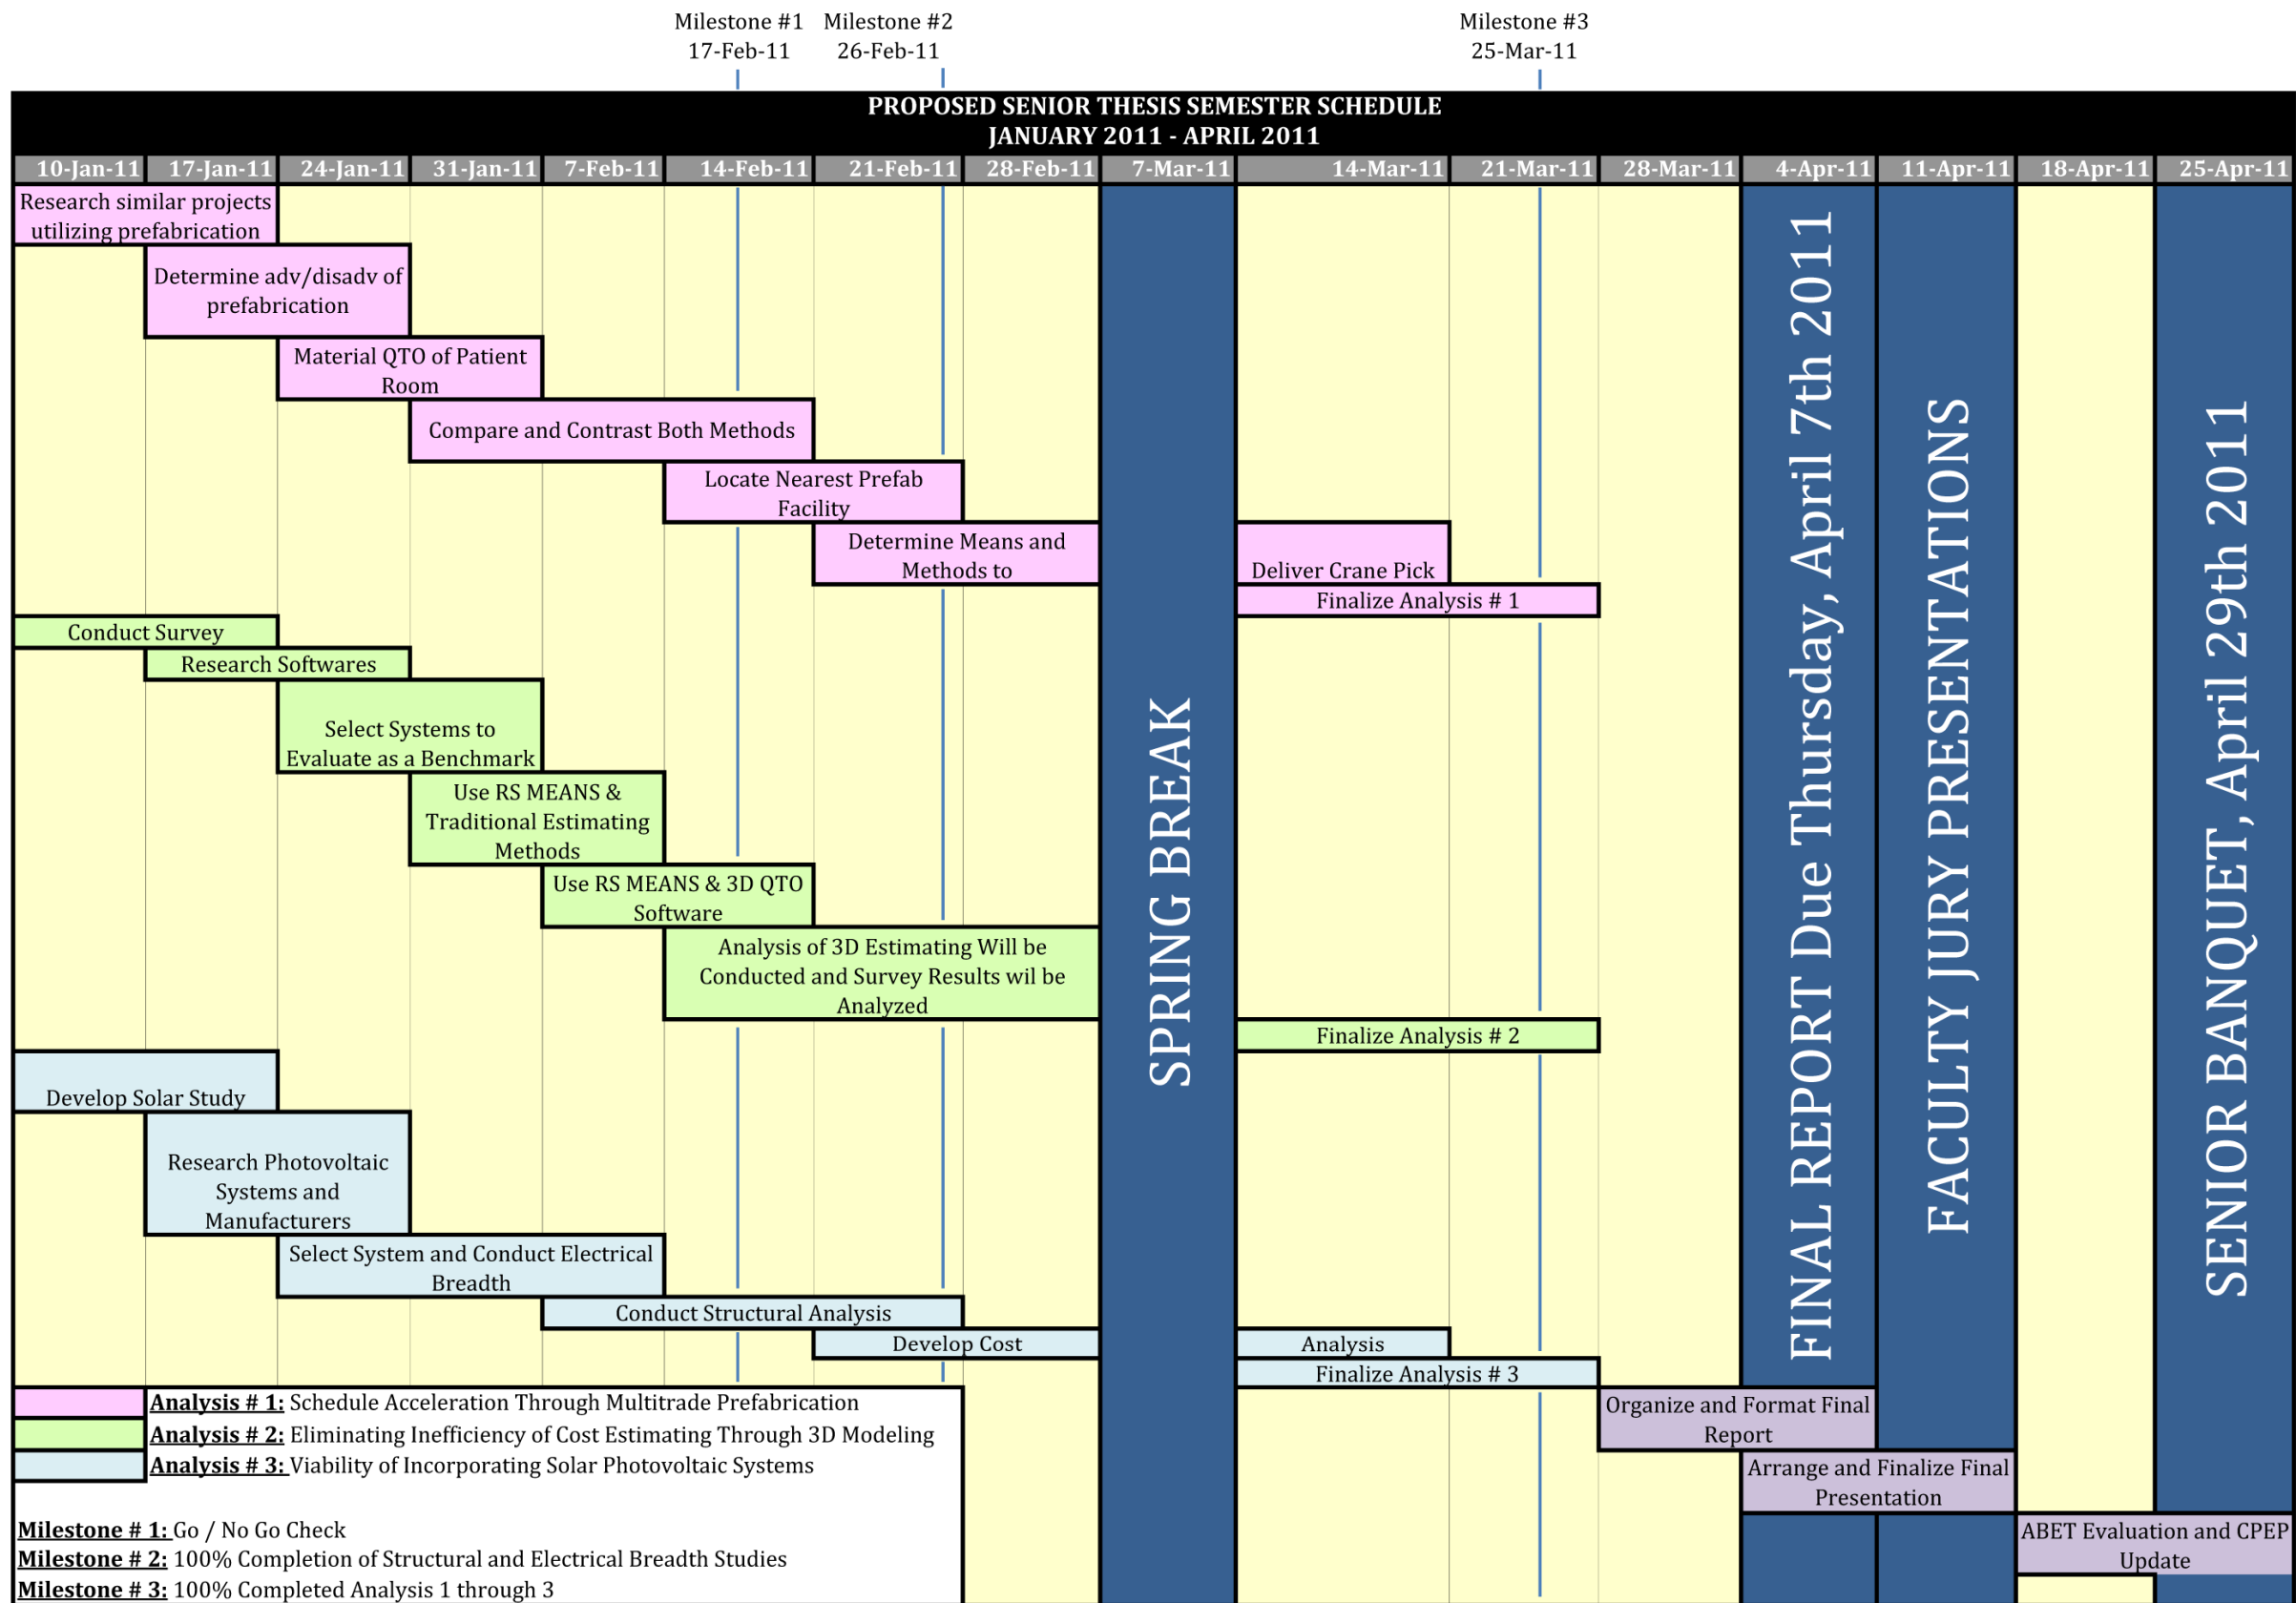 Milestone #1
17-Feb-11
Milestone #2
26-Feb-11
Milestone #3
25-Mar-11
PROPOSED SENIOR THESIS SEMESTER SCHEDULE
JANUARY 2011 - APRIL 2011
10-Jan-11 17-Jan-11 24-Jan-11 31-Jan-11 7-Feb-11 14-Feb-11 21-Feb-11 28-Feb-11 7-Mar-11 14-Mar-11 21-Mar-11 28-Mar-11 4-Apr-11 11-Apr-11 18-Apr-11 25-Apr-11
Research similar projects
utilizing prefabrication
Determine adv/disadv of
prefabrication
Material QTO of Patient
Room
Compare and Contrast Both Methods
Locate Nearest Prefab
Facility
Determine Means and
Methods to
Deliver Crane Pick
Finalize Analysis # 1
Conduct Survey
Research Softwares
Select Systems to
Evaluate as a Benchmark
Use RS MEANS &
Traditional Estimating
Methods
Use RS MEANS & 3D QTO
Software
Analysis of 3D Estimating Will be
Conducted and Survey Results wil be
Analyzed
Finalize Analysis # 2
Develop Solar Study
Research Photovoltaic
Systems and
Manufacturers
Select System and Conduct Electrical
Breadth
Conduct Structural Analysis
Develop Cost
Analysis
Finalize Analysis # 3
SPRING BREAK
FINAL REPORT Due Thursday, April 7th 2011
FACULTY JURY PRESENTATIONS
SENIOR BANQUET, April 29th 2011
Organize and Format Final
Report
Arrange and Finalize Final
Presentation
ABET Evaluation and CPEP
Update
Analysis # 1: Schedule Acceleration Through Multitrade Prefabrication
Analysis # 2: Eliminating Inefficiency of Cost Estimating Through 3D Modeling
Analysis # 3: Viability of Incorporating Solar Photovoltaic Systems
Milestone # 1: Go / No Go Check
Milestone # 2: 100% Completion of Structural and Electrical Breadth Studies
Milestone # 3: 100% Completed Analysis 1 through 3